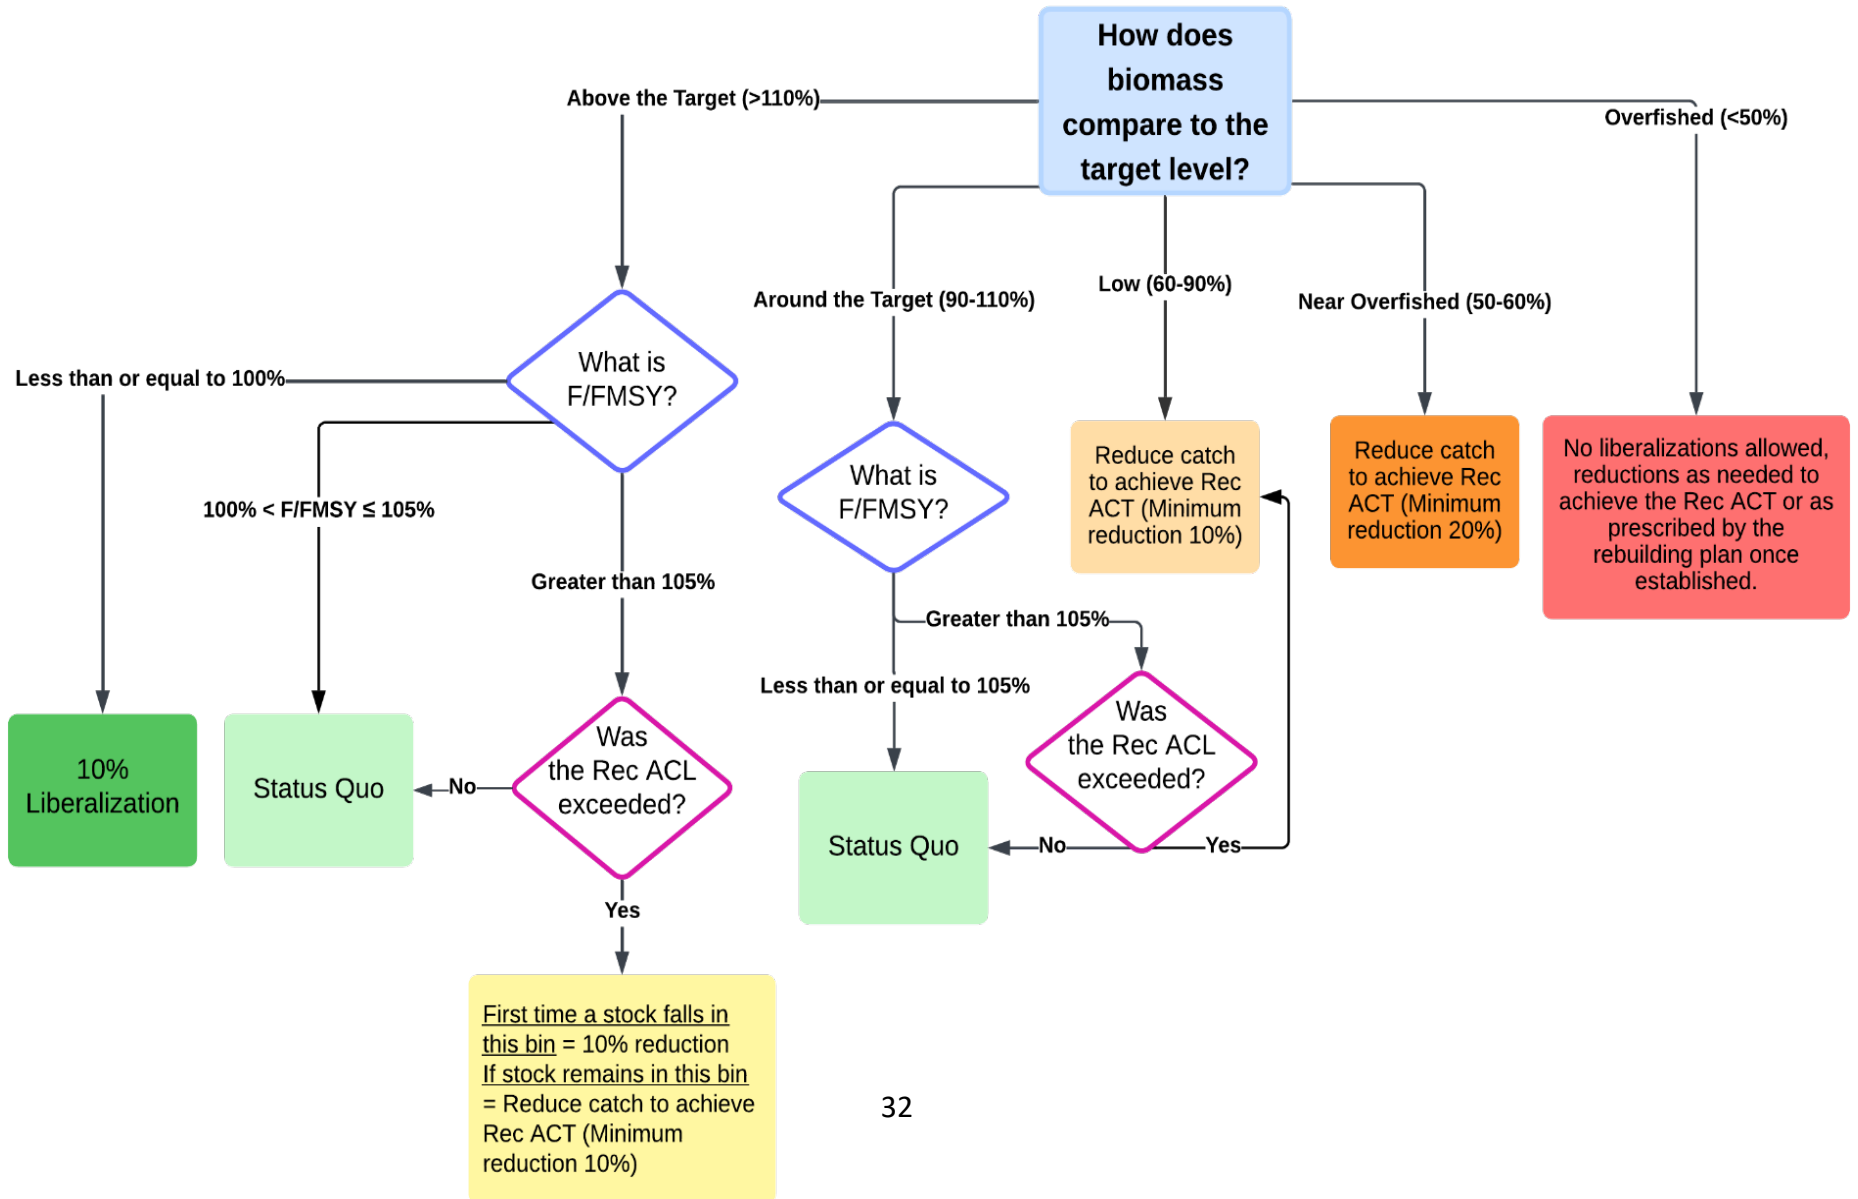 How does
biomass
compare to the
target level?
Above the Target (>110%)
Overfished (<50%)
Around the Target (90-110%)
Low (60-90%)
Near Overfished (50-60%)
What is
F/FMSY?
Less than or equal to 100%
100% < F/FMSY ≤ 105%
Greater than 105%
What is
F/FMSY?
Reduce catch
to achieve Rec
ACT (Minimum
reduction 10%)
Reduce catch
to achieve Rec
ACT (Minimum
reduction 20%)
No liberalizations allowed,
reductions as needed to
achieve the Rec ACT or as
prescribed by the
rebuilding plan once
established.
Greater than 105%
Less than or equal to 105%
10%
Liberalization
Status Quo
No
Was
the Rec ACL
exceeded?
Was
the Rec ACL
exceeded?
Status Quo
No
Yes
Yes
First time a stock falls in
this bin = 10% reduction
If stock remains in this bin
= Reduce catch to achieve
Rec ACT (Minimum
reduction 10%)
32